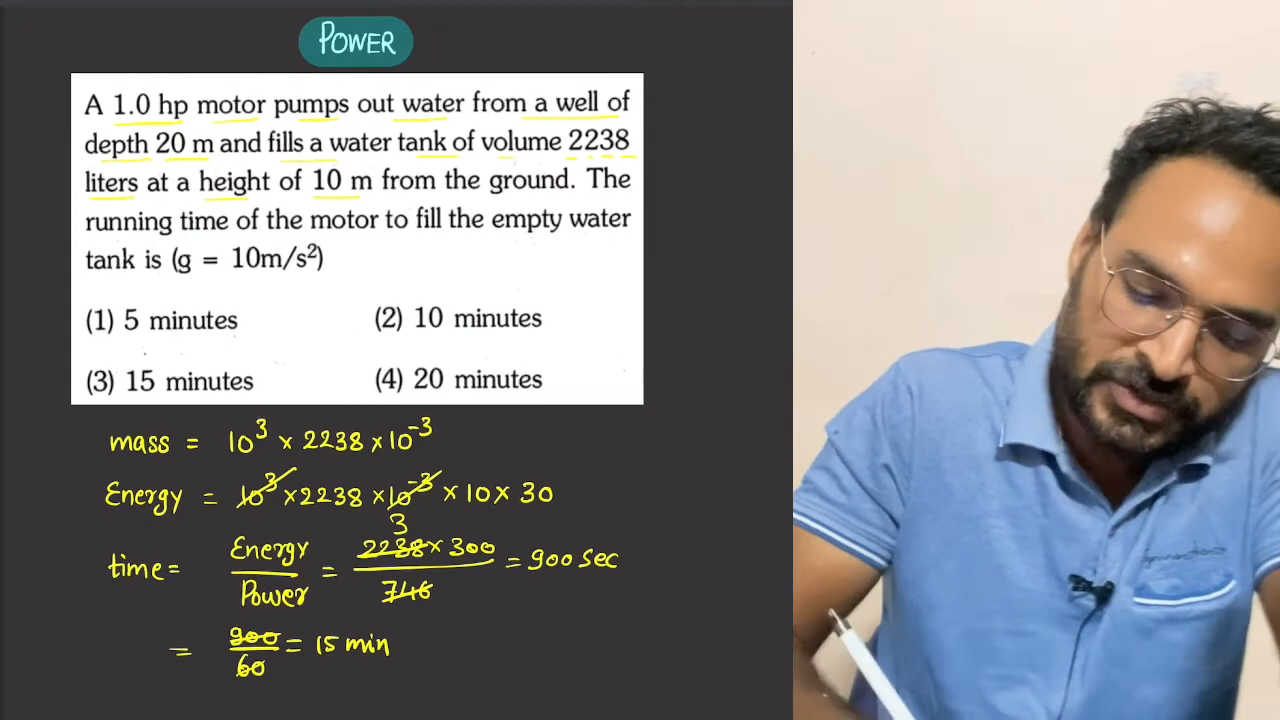 POWER
A 1.0 hp motor pumps out water from a well of
depth 20 m and fills a water tank of volume 2238
liters at a height of 10 m from the ground. The
running time of the motor to fill the empty water
tank is (g = 10m/s²)
(1) 5 minutes (2) 10 minutes
(3) 15 minutes (4) 20 minutes
mass = 10³ × 2238 × 10⁻³
Energy = 10³ × 2238 × 10⁻³ × 10 × 30
time = Energy/Power = 3 2238 × 300/746 = 900 sec
= 900/60 = 15 min